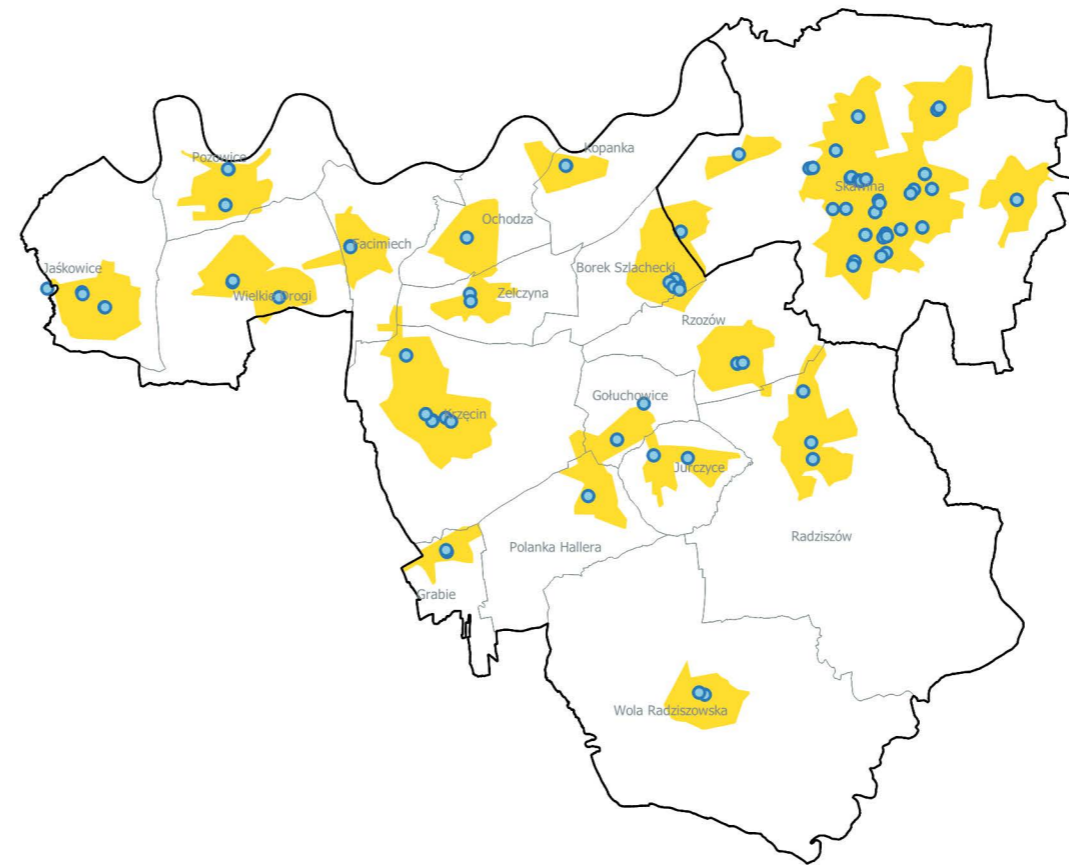 Kopanka
Pozowice
Skawina
Ochodza
Facimiech
Borek Szlachecki
Jaśkowice
Zelczyna
Wielkie Drogi
Rzozów
Gołuchowice
Krzęcin
Jurczyce
Radziszów
Polanka Hallera
Grabie
Wola Radziszowska